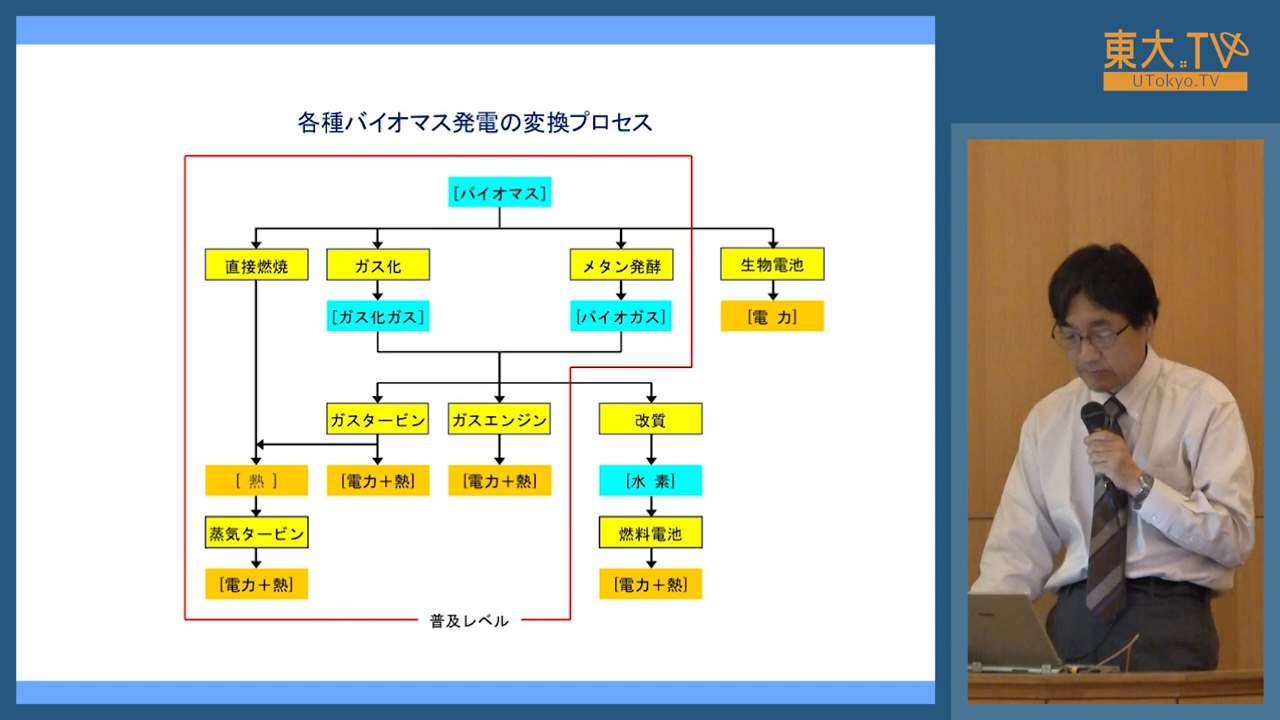 東大.TV
UTokyo.TV
各種バイオマス発電の変換プロセス
[バイオマス]
直接燃焼
ガス化
メタン発酵
生物電池
[ガス化ガス]
[バイオガス]
[電 力]
ガスタービン
ガスエンジン
改質
[ 熱 ]
[電力＋熱]
[電力＋熱]
[水 素]
蒸気タービン
燃料電池
[電力＋熱]
[電力＋熱]
普及レベル